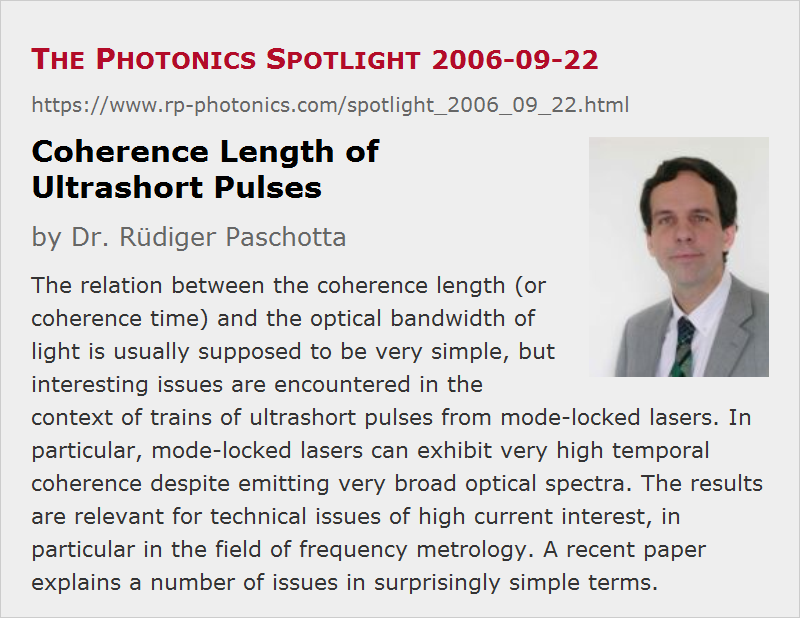 THE PHOTONICS SPOTLIGHT 2006-09-22
https://www.rp-photonics.com/spotlight_2006_09_22.html
Coherence Length of
Ultrashort Pulses
by Dr. Rüdiger Paschotta
The relation between the coherence length (or
coherence time) and the optical bandwidth of
light is usually supposed to be very simple, but
interesting issues are encountered in the
context of trains of ultrashort pulses from mode-locked lasers. In
particular, mode-locked lasers can exhibit very high temporal
coherence despite emitting very broad optical spectra. The results
are relevant for technical issues of high current interest, in
particular in the field of frequency metrology. A recent paper
explains a number of issues in surprisingly simple terms.